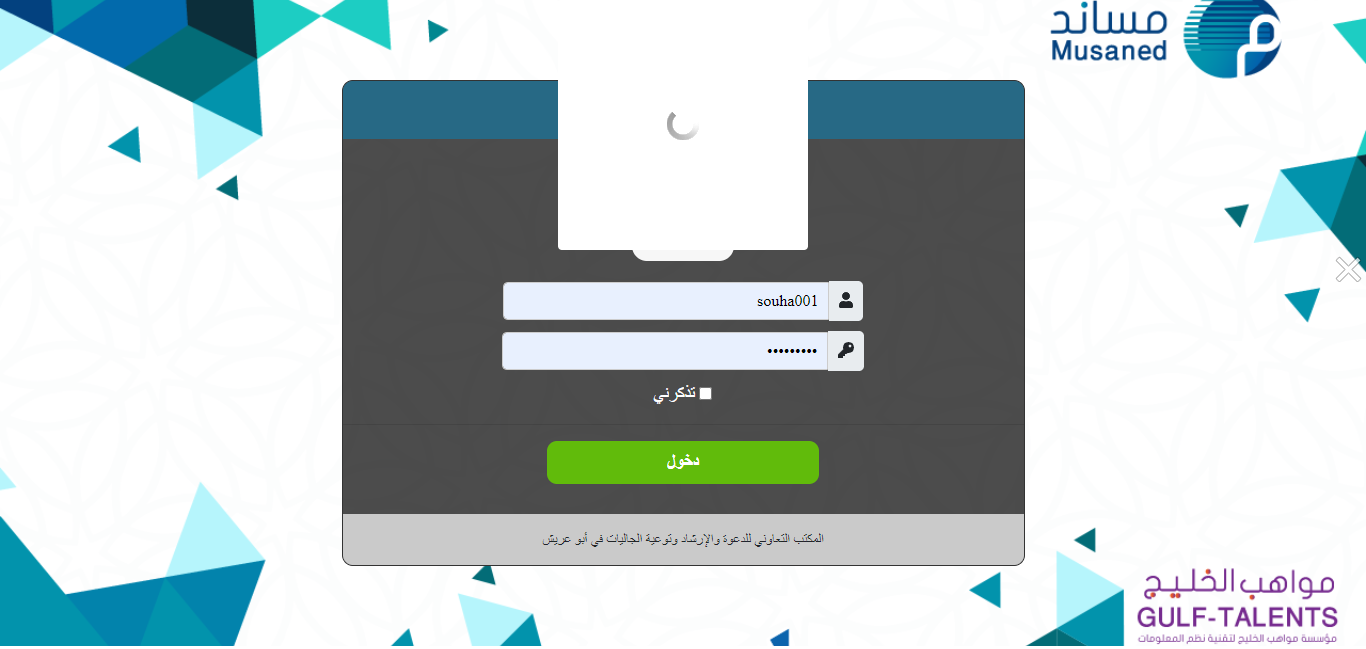 مساند
Musaned
souha001
•••••••••
تذكرني
دخول
المكتب التعاوني للدعوة والإرشاد وتوعية الجاليات في أبو عريش
مواهب الخليج
GULF-TALENTS
مؤسسة مواهب الخليج لتقنية نظم المعلومات